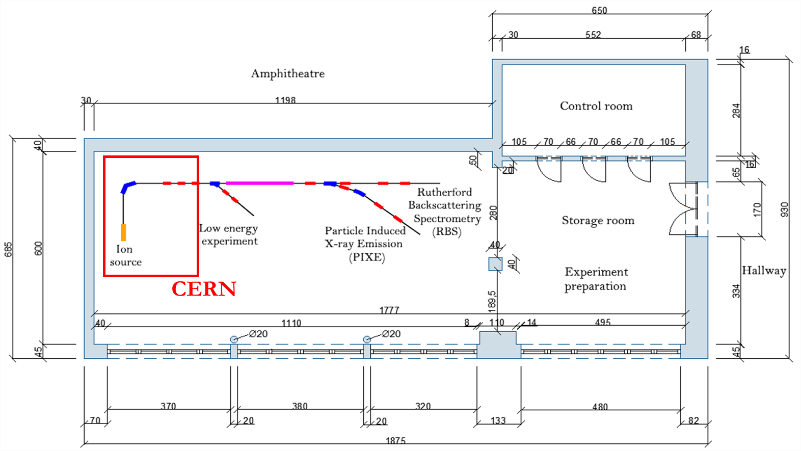 650
30 552 68
16
Amphitheatre
30 1198
Control room
284
40
105 70 66 70 66 70 105
50
20
16
65
Rutherford
Backscattering
Spectrometry
(RBS)
280
Storage room
170
930
Low energy
experiment
Particle Induced
X-ray Emission
(PIXE)
685
600
Ion
source
40
40
Experiment
preparation
Hallway
CERN
189,5
334
1777
40 1110 8 110 14 495
Ø20 Ø20
45
45
370 380 320 480
70 20 20 133 82
1875